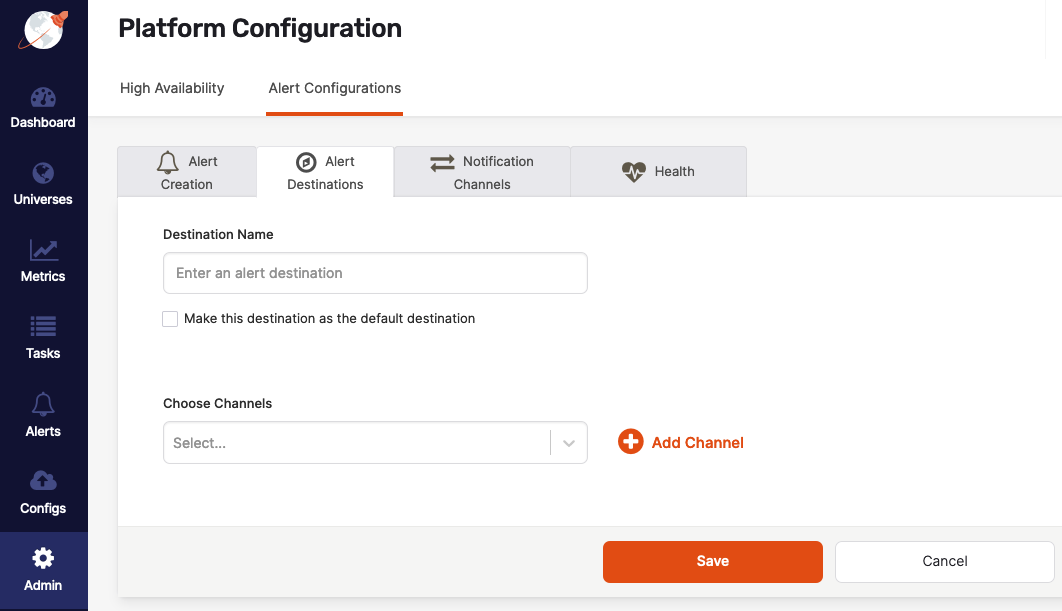 Platform Configuration
High Availability
Alert Configurations
Dashboard
Universes
Metrics
Tasks
Alerts
Configs
Admin
Alert
Creation
Alert
Destinations
Notification
Channels
Health
Destination Name
Enter an alert destination
Make this destination as the default destination
Choose Channels
Select...
Add Channel
Save
Cancel